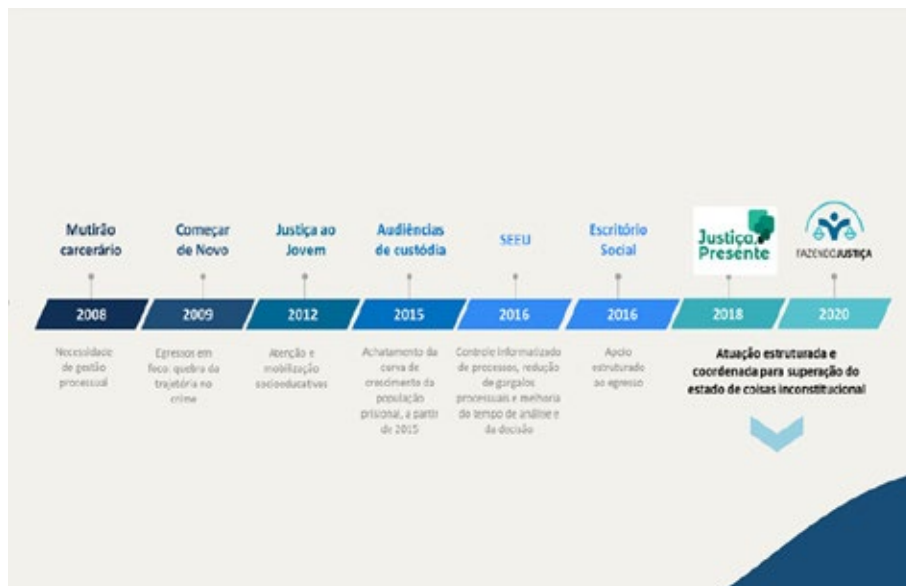 Mutirão
carcerário
Começar
de Novo
Justiça ao
Jovem
Audiências
de custódia
SEEU
Escritório
Social
Justiça
Presente
FAZENDOJUSTIÇA
2008
2009
2012
2015
2016
2016
2018
2020
Necessidade
de gestão
processual
Egressos em
foco: quebra da
trajetória no
crime
Atenção e
mobilização
socioeducativas
Achatamento da
curva de
crescimento da
população
prisional, a partir
de 2015
Controle informatizado
de processos, redução
de gargalos
processuais e melhoria
do tempo de análise e
da decisão
Apoio
estruturado
ao egresso
Atuação estruturada e
coordenada para superação do
estado de coisas inconstitucional